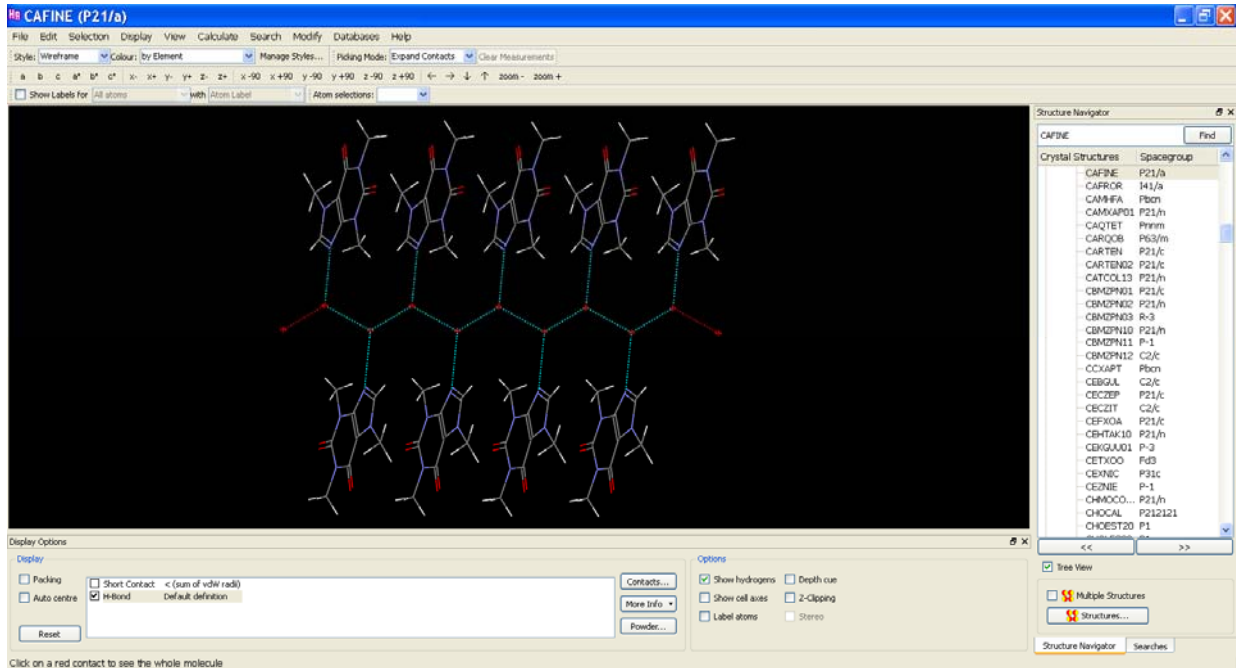 CAFINE (P21/a)
File Edit Selection Display View Calculate Search Modify Databases Help
Style: Wireframe Colour: by Element Manage Styles... Picking Mode: Expand Contacts Clear Measurements
a b c a* b* c* x- x+ y- y+ z- z+ x-90 x+90 y-90 y+90 z-90 z+90 ← → ↓ ↑ zoom- zoom+
Show Labels for All atoms with Atom Label Atom selections:
Structure Navigator
CAFINE Find
Crystal Structures Spacegroup
CAFINE P21/a
CAFROR I41/a
CAMHFA Pbcn
CAMXAP01 P21/n
CAQTET Pnnm
CARQOB P63/m
CARTEN P21/c
CARTEN02 P21/c
CATCOL13 P21/n
CBMZPN01 P21/c
CBMZPN02 P21/n
CBMZPN03 R-3
CBMZPN10 P21/n
CBMZPN11 P-1
CBMZPN12 C2/c
CCXAPT Pbcn
CEBGUL C2/c
CECZEP P21/c
CECZIT C2/c
CEFXOA P21/c
CEHTAK10 P21/n
CEKGUU01 P-3
CETXOO Fd3
CEXNIC P31c
CEZNIE P-1
CHMOCO... P21/n
CHOCAL P212121
CHOEST20 P1
<< >>
Tree View
Multiple Structures
Structures...
Structure Navigator Searches
Display Options
Display
Packing
Auto centre
Reset
Short Contact < (sum of vdW radii)
H-Bond Default definition
Contacts...
More Info
Powder...
Options
Show hydrogens Depth cue
Show cell axes Z-Clipping
Label atoms Stereo
Click on a red contact to see the whole molecule